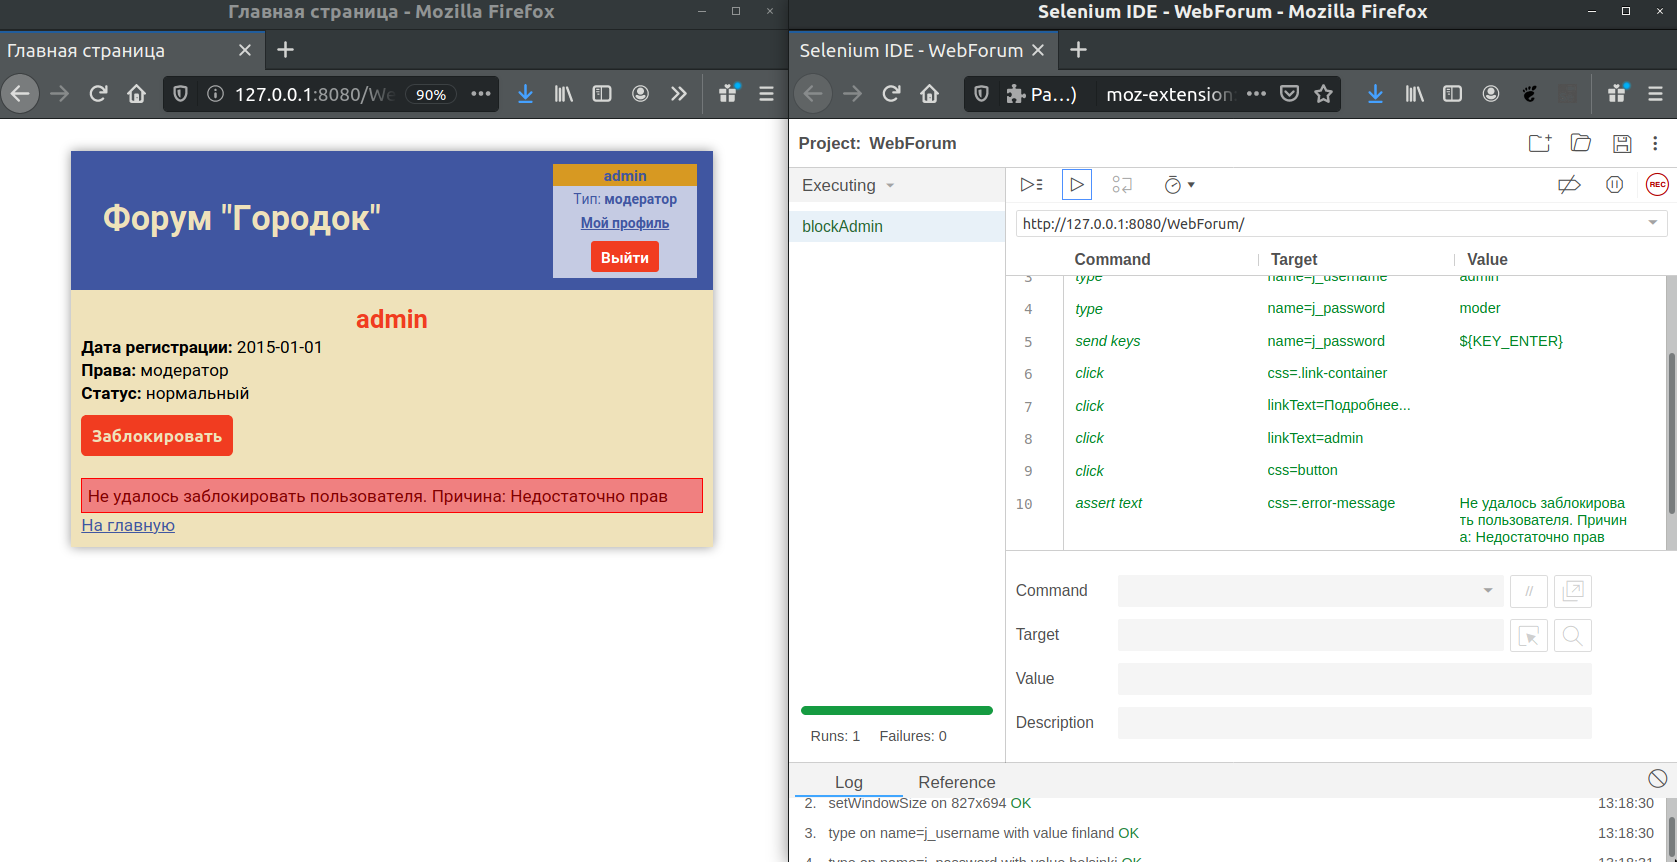 Главная страница - Mozilla Firefox
Главная страница
127.0.0.1:8080/We
90%
Форум "Городок"
admin
Тип: модератор
Мой профиль
Выйти
admin
Дата регистрации: 2015-01-01
Права: модератор
Статус: нормальный
Заблокировать
Не удалось заблокировать пользователя. Причина: Недостаточно прав
На главную
Selenium IDE - WebForum - Mozilla Firefox
Selenium IDE - WebForum
Pa...)
moz-extension:
Project: WebForum
Executing
REC
blockAdmin
http://127.0.0.1:8080/WebForum/
Command Target Value
3 type name=j_username admin
4 type name=j_password moder
5 send keys name=j_password ${KEY_ENTER}
6 click css=.link-container
7 click linkText=Подробнее...
8 click linkText=admin
9 click css=button
10 assert text css=.error-message Не удалось заблокирова
ть пользователя. Причин
а: Недостаточно прав
Command
//
Target
Value
Description
Runs: 1 Failures: 0
Log Reference
2. setWindowSize on 827x694 OK 13:18:30
3. type on name=j_username with value finland OK 13:18:30
4. type on name=j_password with value helsinki OK 13:18:31